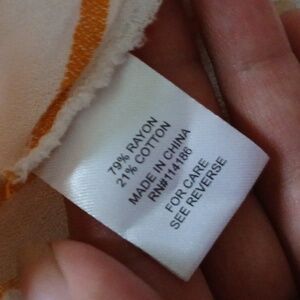 79% RAYON
21% COTTON
MADE IN CHINA
RN#114186
FOR CARE
SEE REVERSE